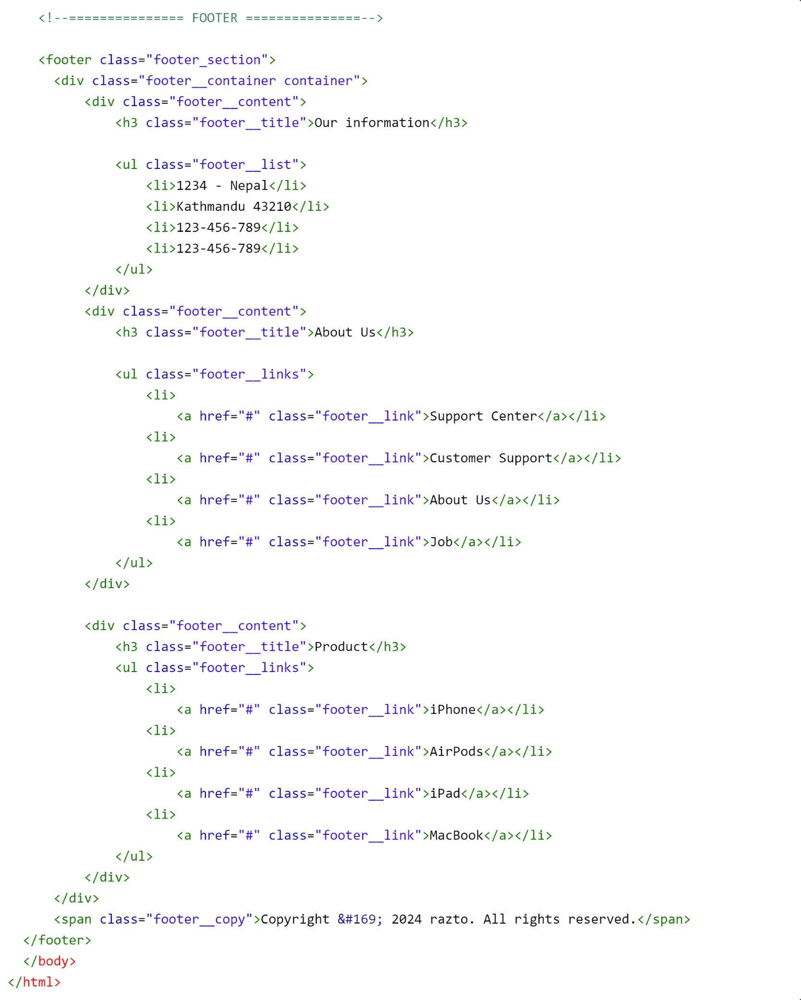 <!--=============== FOOTER ===============-->
<footer class="footer_section">
<div class="footer__container container">
<div class="footer__content">
<h3 class="footer__title">Our information</h3>
<ul class="footer__list">
<li>1234 - Nepal</li>
<li>Kathmandu 43210</li>
<li>123-456-789</li>
<li>123-456-789</li>
</ul>
</div>
<div class="footer__content">
<h3 class="footer__title">About Us</h3>
<ul class="footer__links">
<li>
<a href="#" class="footer__link">Support Center</a></li>
<li>
<a href="#" class="footer__link">Customer Support</a></li>
<li>
<a href="#" class="footer__link">About Us</a></li>
<li>
<a href="#" class="footer__link">Job</a></li>
</ul>
</div>
<div class="footer__content">
<h3 class="footer__title">Product</h3>
<ul class="footer__links">
<li>
<a href="#" class="footer__link">iPhone</a></li>
<li>
<a href="#" class="footer__link">AirPods</a></li>
<li>
<a href="#" class="footer__link">iPad</a></li>
<li>
<a href="#" class="footer__link">MacBook</a></li>
</ul>
</div>
</div>
<span class="footer__copy">Copyright &#169; 2024 razto. All rights reserved.</span>
</footer>
</body>
</html>